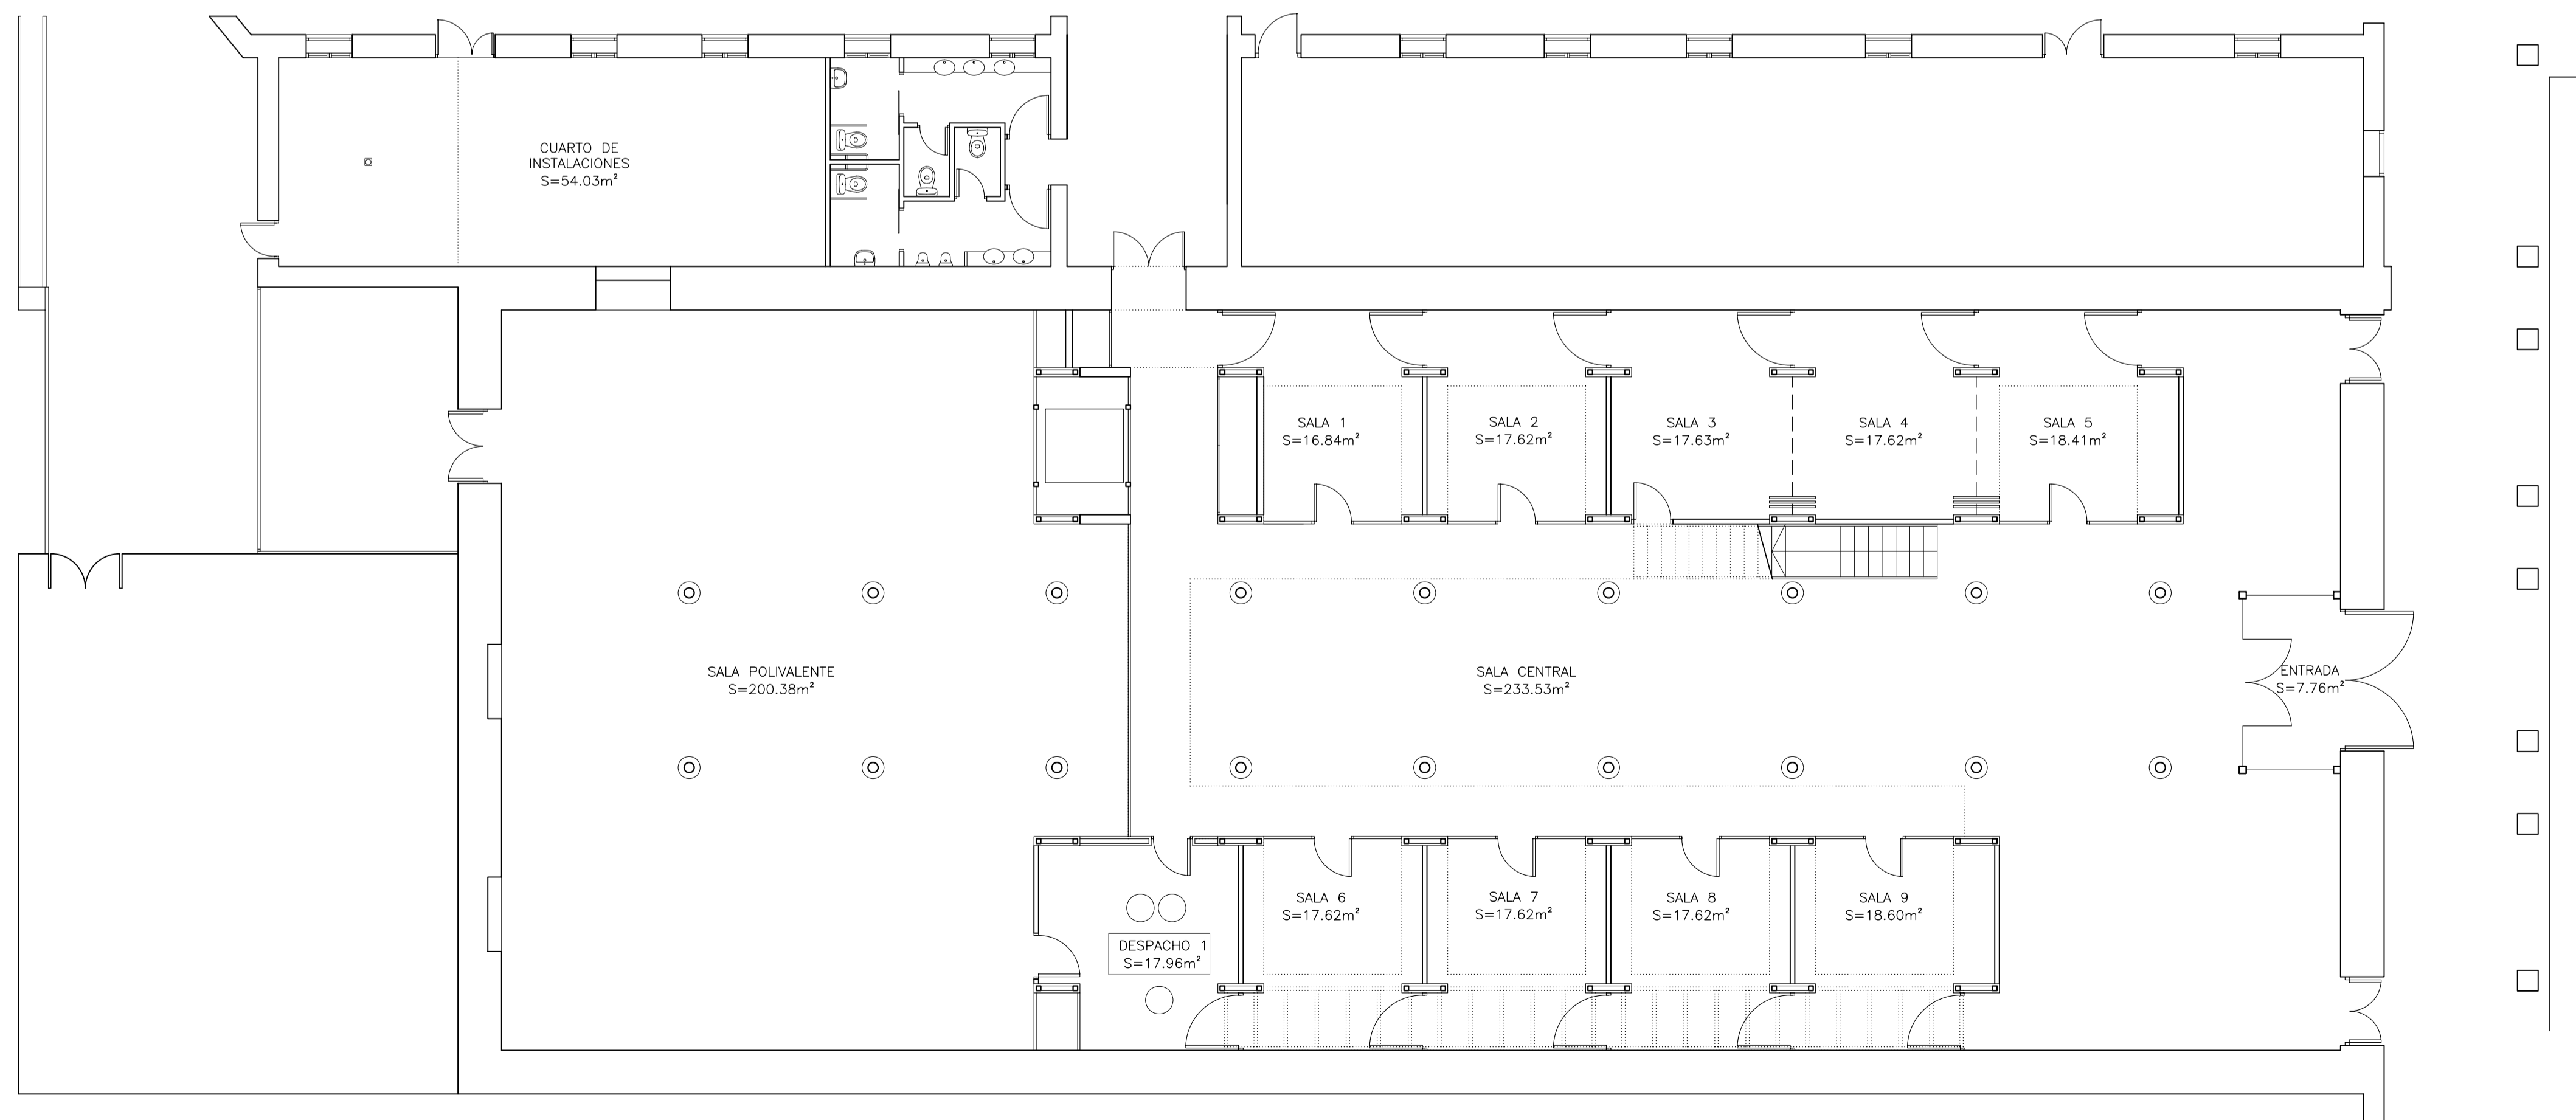 CUARTO DE
INSTALACIONES
S=54.03m²
SALA 1
S=16.84m²
SALA 2
S=17.62m²
SALA 3
S=17.63m²
SALA 4
S=17.62m²
SALA 5
S=18.41m²
SALA POLIVALENTE
S=200.38m²
SALA CENTRAL
S=233.53m²
ENTRADA
S=7.76m²
DESPACHO 1
S=17.96m²
SALA 6
S=17.62m²
SALA 7
S=17.62m²
SALA 8
S=17.62m²
SALA 9
S=18.60m²